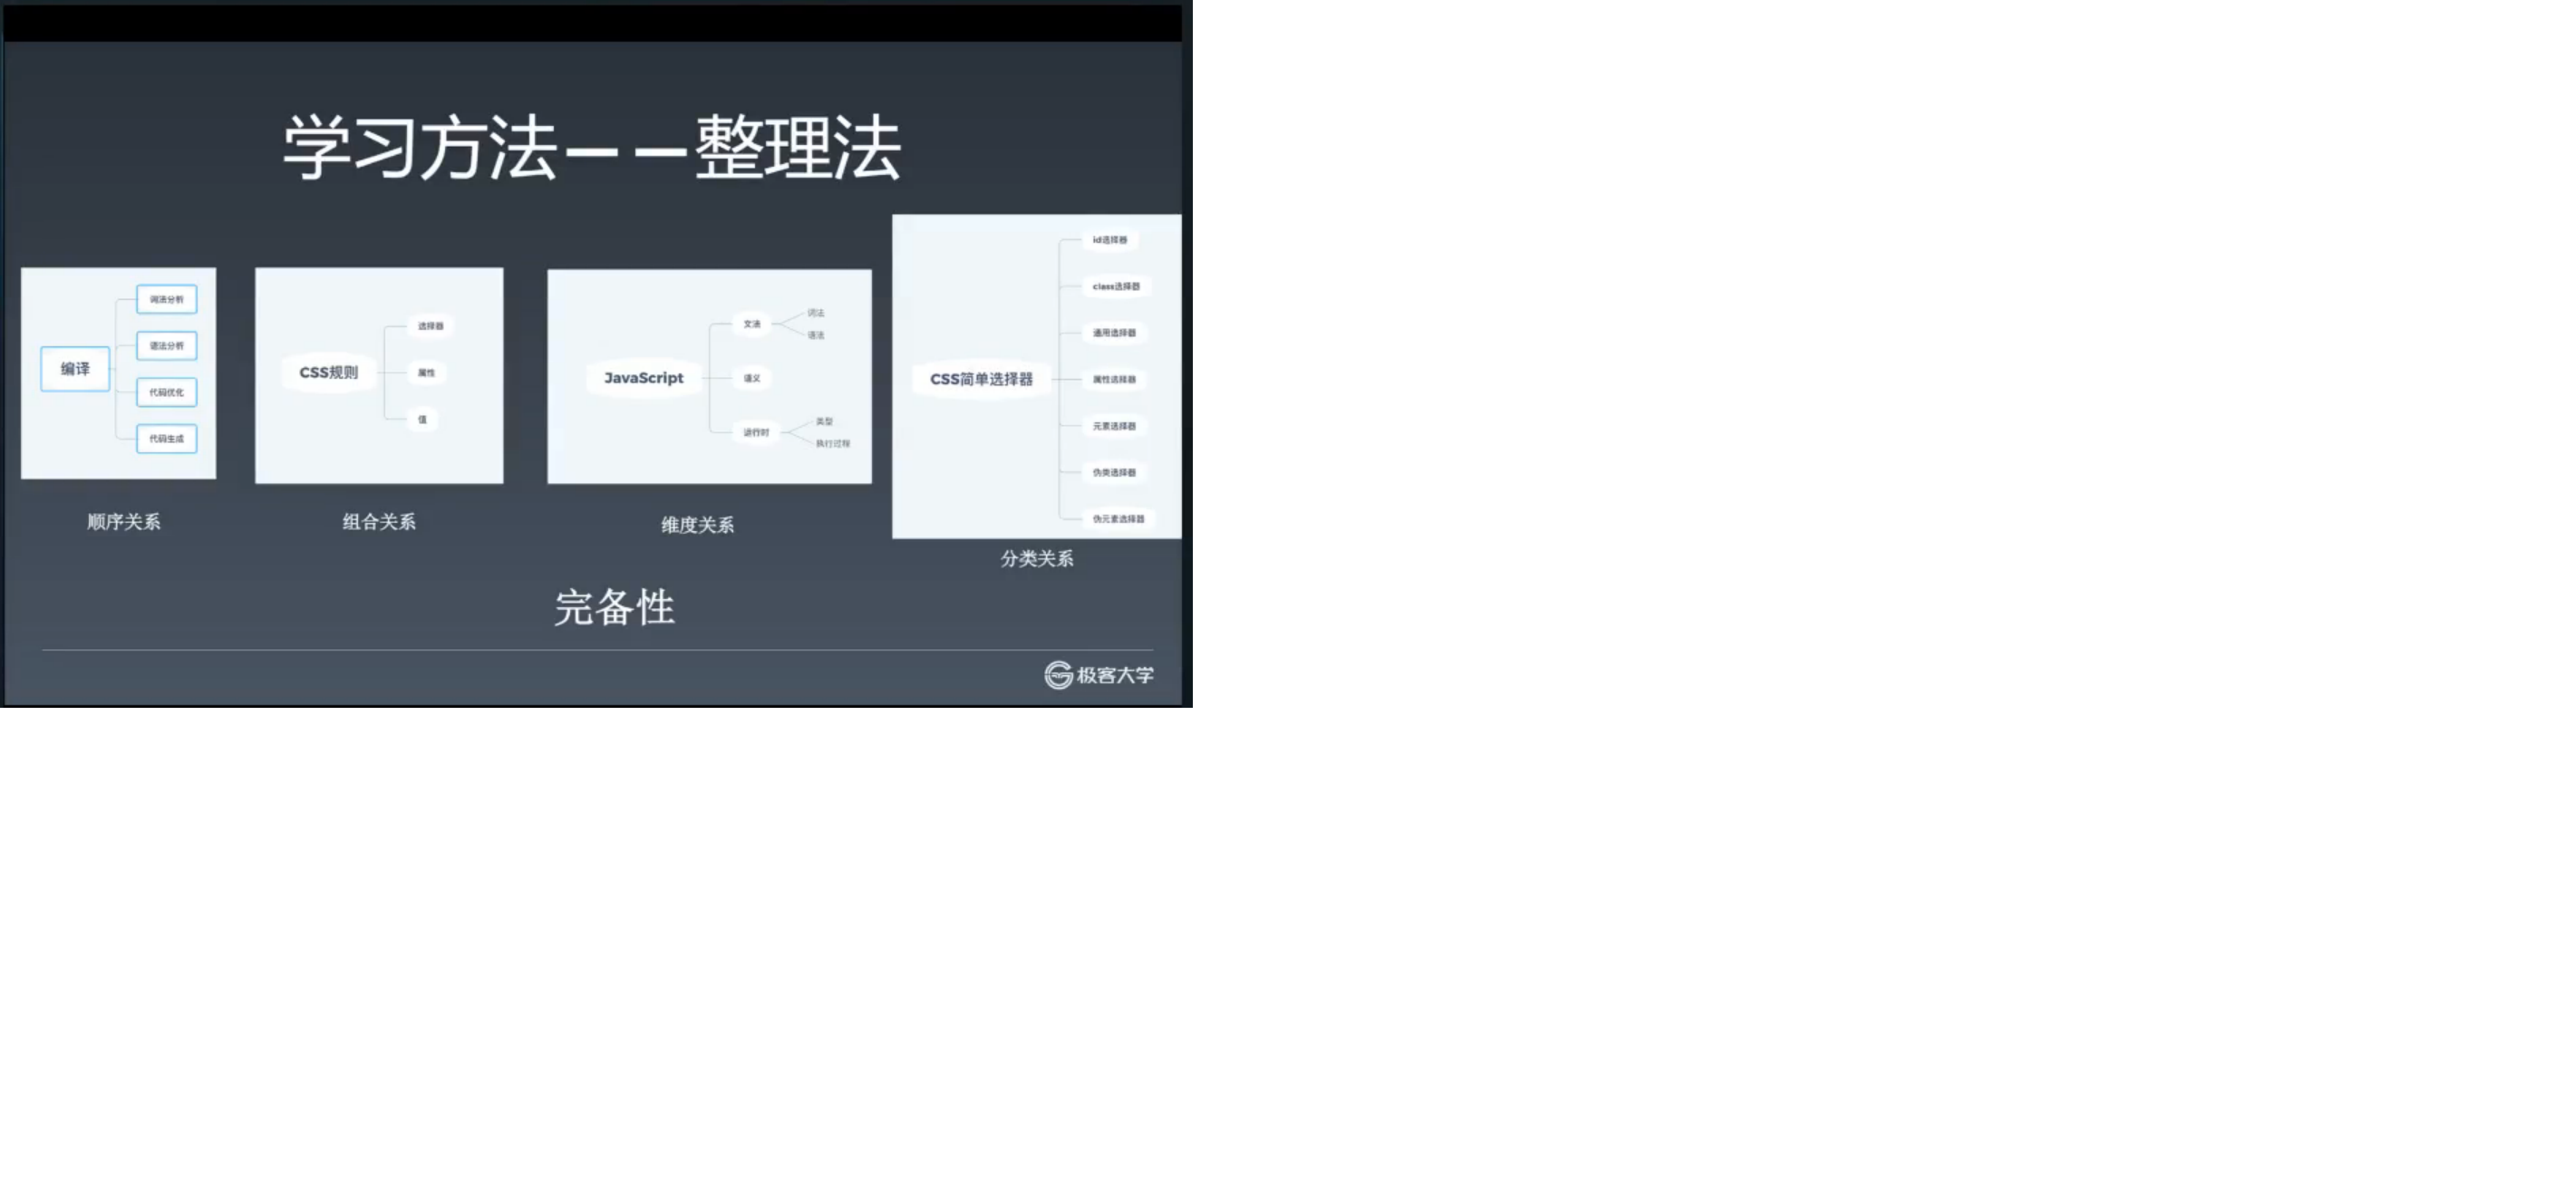 学习方法——整理法
编译
词法分析
语法分析
代码优化
代码生成
顺序关系
CSS规则
选择器
属性
值
组合关系
JavaScript
文法
词法
语法
语义
运行时
类型
执行过程
维度关系
CSS简单选择器
id选择器
class选择器
通用选择器
属性选择器
元素选择器
伪类选择器
伪元素选择器
分类关系
完备性
极客大学